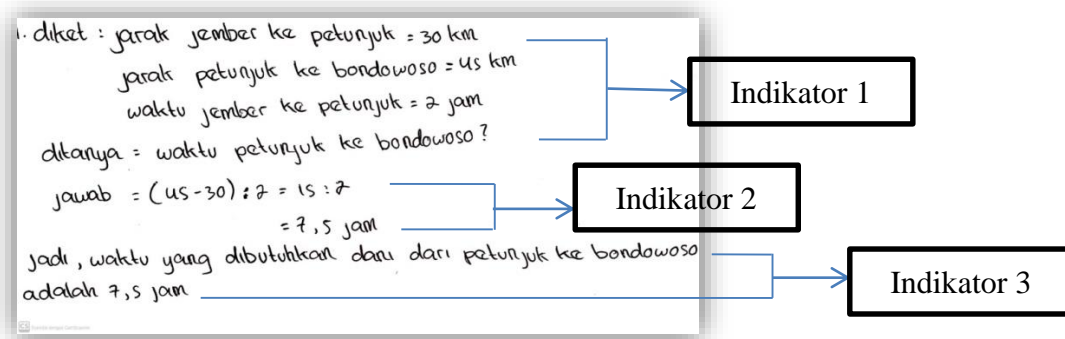 1. diket : jarak jember ke petunjuk = 30 km
jarak petunjuk ke bondowoso = 45 km
waktu jember ke petunjuk = 2 jam
ditanya = waktu petunjuk ke bondowoso ?
jawab = (45-30) : 2 = 15 : 2
= 7,5 jam
jadi, waktu yang dibutuhkan dari dari petunjuk ke bondowoso
adalah 7,5 jam
Indikator 1
Indikator 2
Indikator 3